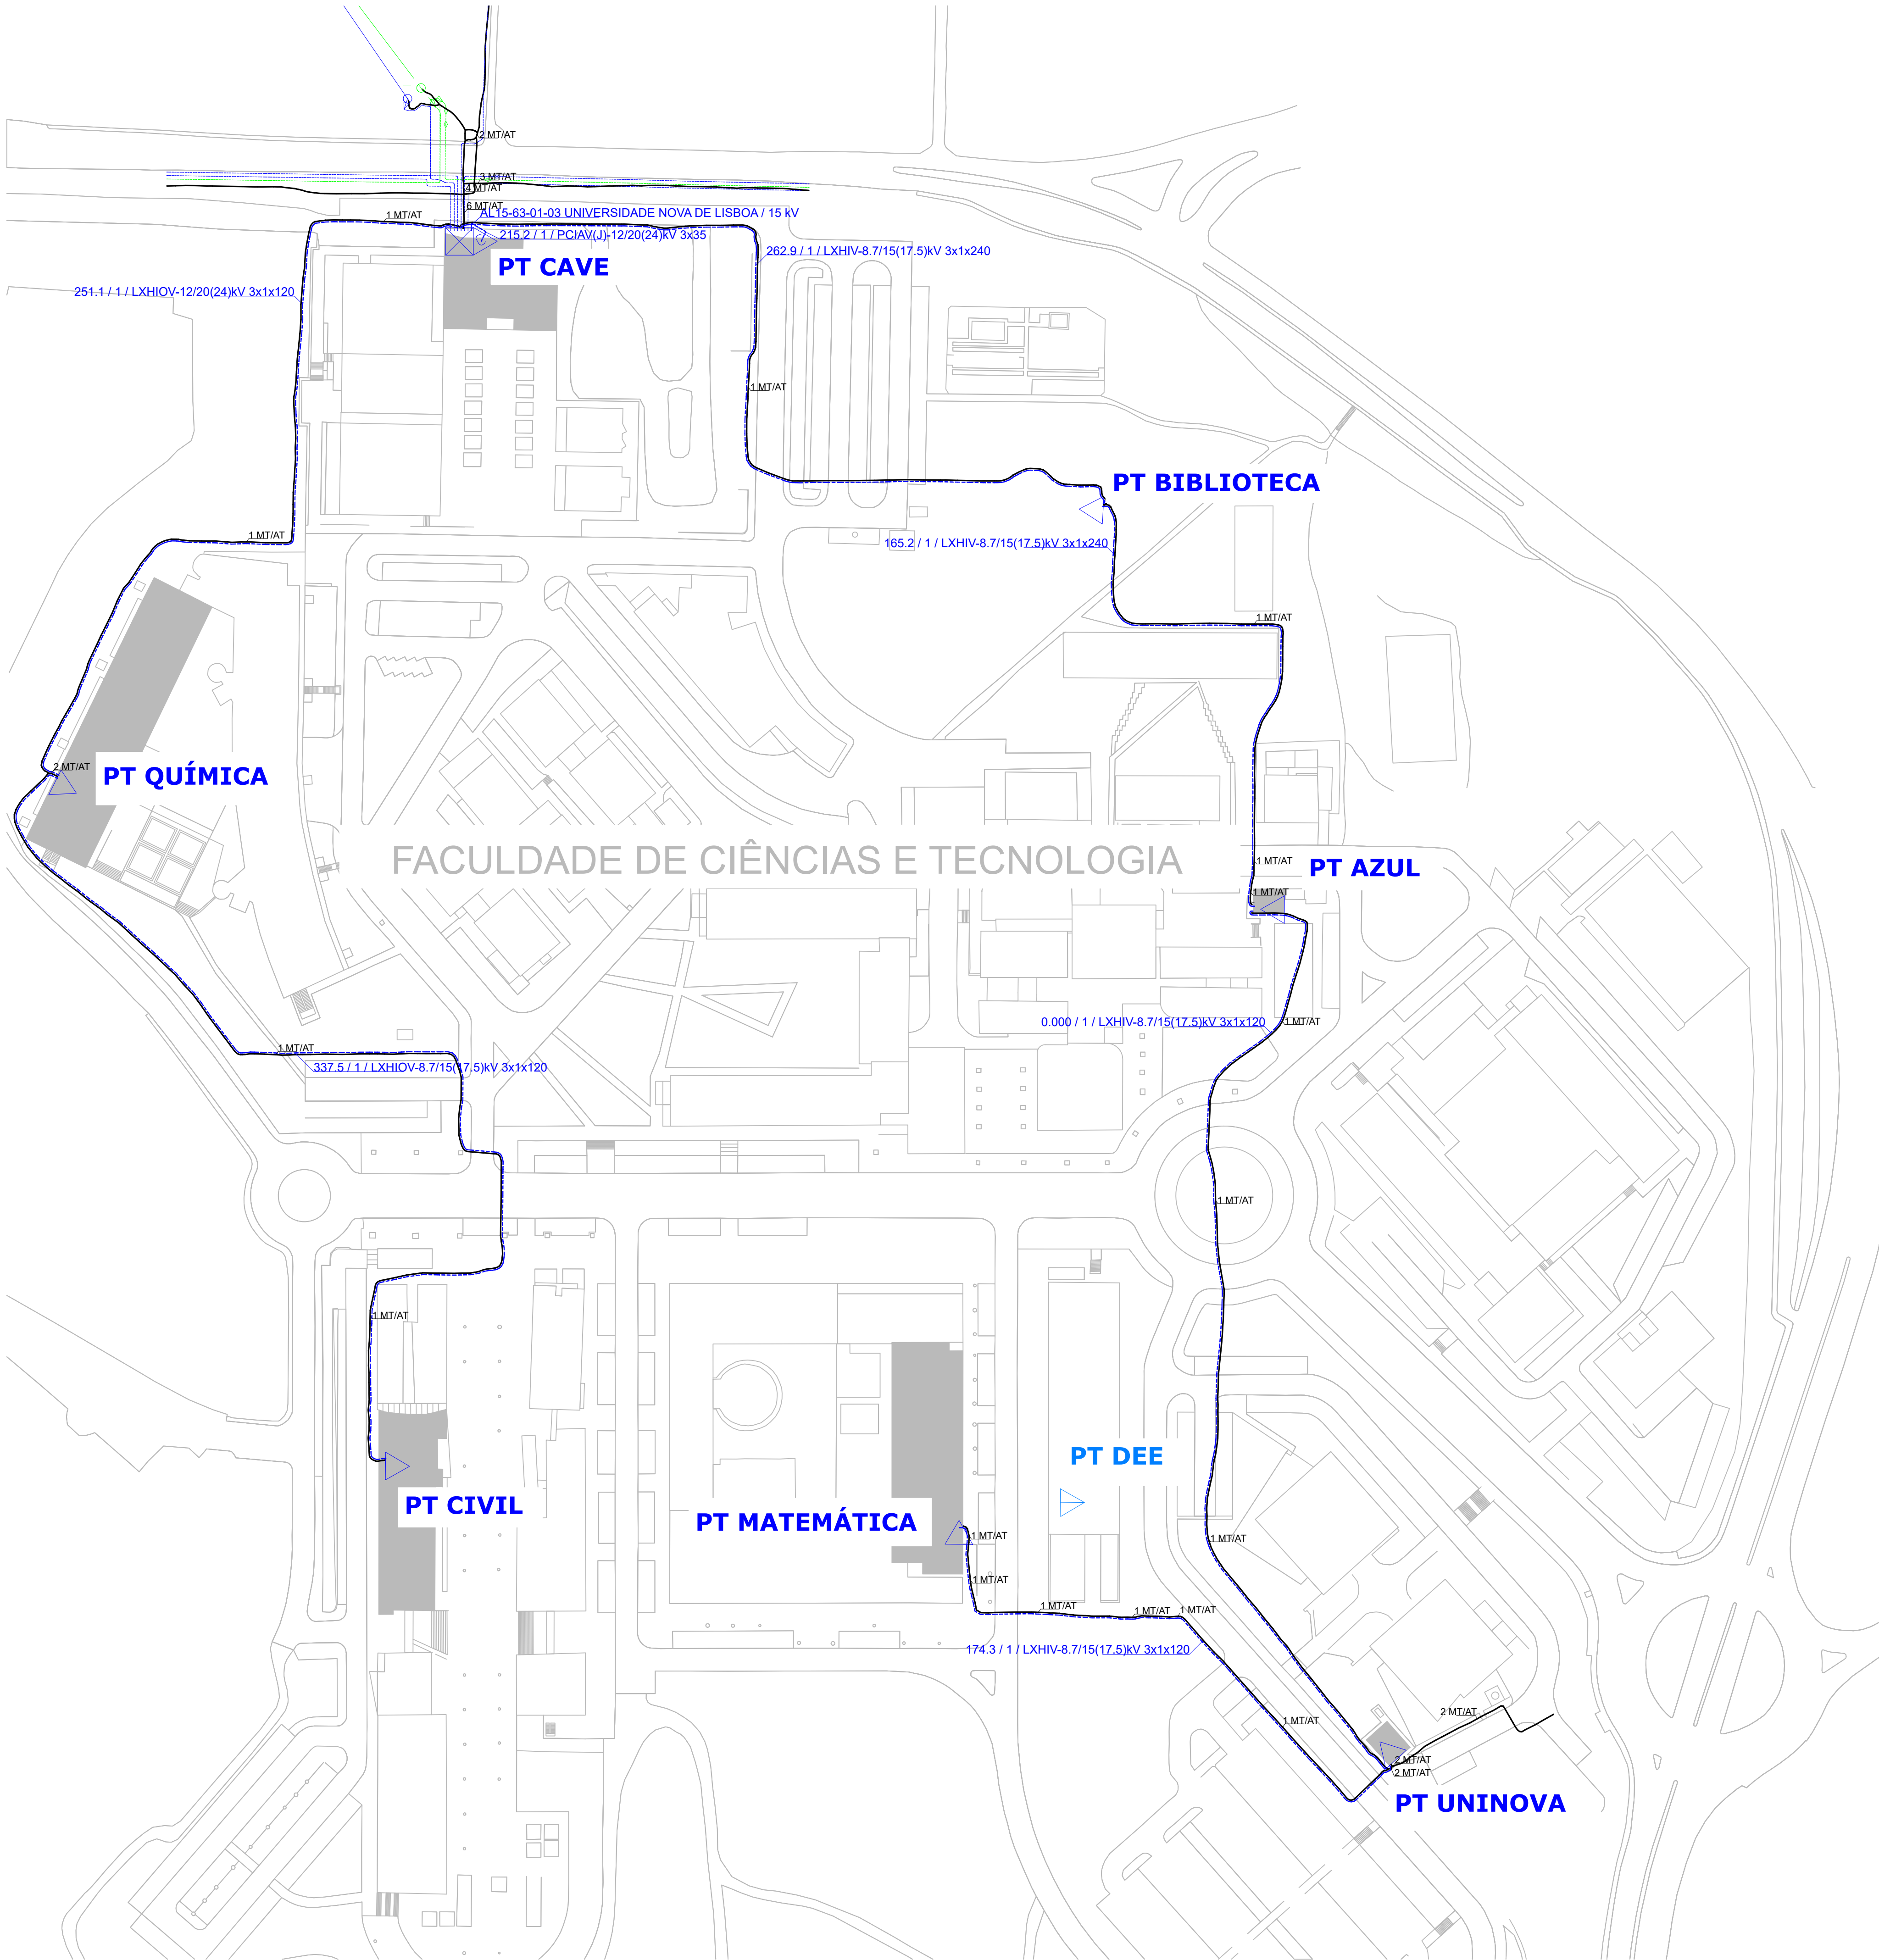 2 MT/AT
3 MT/AT
4 MT/AT
6 MT/AT
1 MT/AT
AL15-63-01-03 UNIVERSIDADE NOVA DE LISBOA / 15 kV
215.2 / 1 / PCIAV(J)-12/20(24)kV 3x35
262.9 / 1 / LXHIV-8.7/15(17.5)kV 3x1x240
PT CAVE
251.1 / 1 / LXHIOV-12/20(24)kV 3x1x120
1 MT/AT
PT BIBLIOTECA
1 MT/AT
165.2 / 1 / LXHIV-8.7/15(17.5)kV 3x1x240
1 MT/AT
2 MT/AT
PT QUÍMICA
FACULDADE DE CIÊNCIAS E TECNOLOGIA
1 MT/AT
PT AZUL
1 MT/AT
0.000 / 1 / LXHIV-8.7/15(17.5)kV 3x1x120
1 MT/AT
1 MT/AT
337.5 / 1 / LXHIOV-8.7/15(17.5)kV 3x1x120
1 MT/AT
1 MT/AT
PT DEE
PT CIVIL
PT MATEMÁTICA
1 MT/AT
1 MT/AT
1 MT/AT
1 MT/AT
1 MT/AT
1 MT/AT
174.3 / 1 / LXHIV-8.7/15(17.5)kV 3x1x120
2 MT/AT
1 MT/AT
2 MT/AT
2 MT/AT
PT UNINOVA